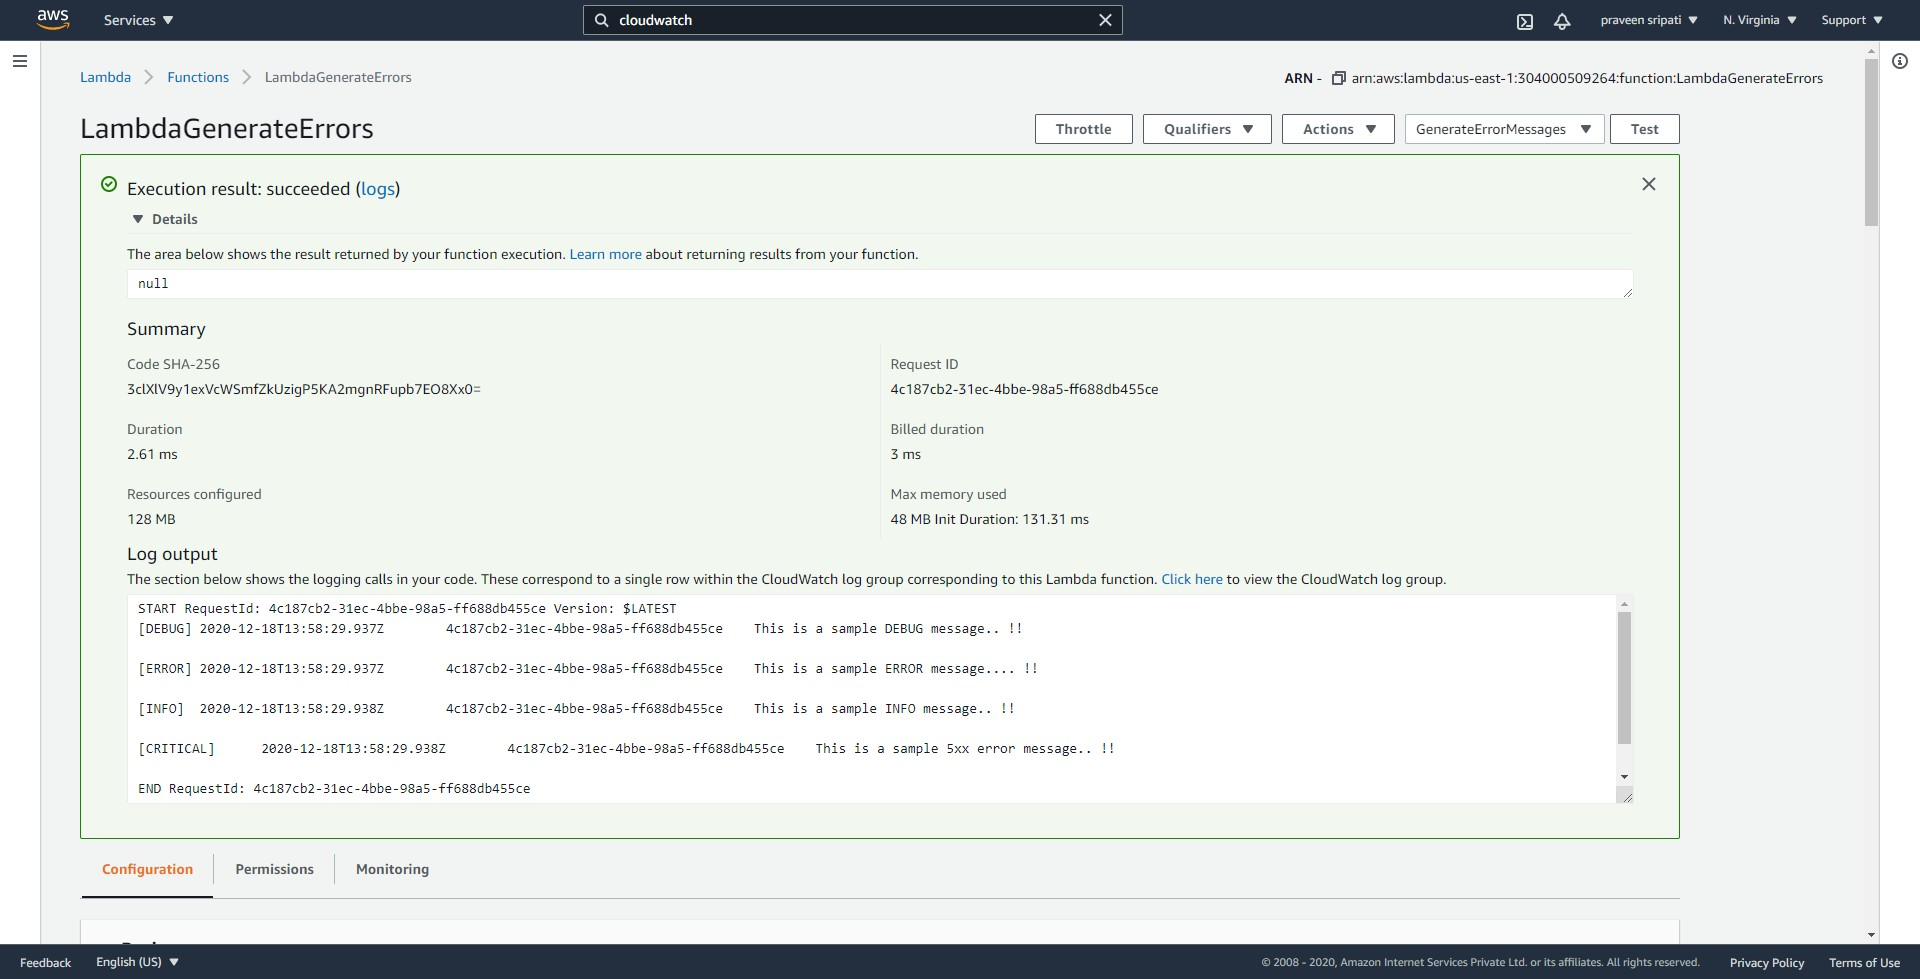 aws Services cloudwatch praveen sripati N. Virginia Support
Lambda Functions LambdaGenerateErrors ARN - arn:aws:lambda:us-east-1:304000509264:function:LambdaGenerateErrors
LambdaGenerateErrors Throttle Qualifiers Actions GenerateErrorMessages Test
Execution result: succeeded (logs)
Details
The area below shows the result returned by your function execution. Learn more about returning results from your function.
null
Summary
Code SHA-256 Request ID
3clXlV9y1exVcWSmfZkUzigP5KA2mgnRFupb7EO8Xx0= 4c187cb2-31ec-4bbe-98a5-ff688db455ce
Duration Billed duration
2.61 ms 3 ms
Resources configured Max memory used
128 MB 48 MB Init Duration: 131.31 ms
Log output
The section below shows the logging calls in your code. These correspond to a single row within the CloudWatch log group corresponding to this Lambda function. Click here to view the CloudWatch log group.
START RequestId: 4c187cb2-31ec-4bbe-98a5-ff688db455ce Version: $LATEST
[DEBUG] 2020-12-18T13:58:29.937Z 4c187cb2-31ec-4bbe-98a5-ff688db455ce This is a sample DEBUG message.. !!
[ERROR] 2020-12-18T13:58:29.937Z 4c187cb2-31ec-4bbe-98a5-ff688db455ce This is a sample ERROR message.... !!
[INFO] 2020-12-18T13:58:29.938Z 4c187cb2-31ec-4bbe-98a5-ff688db455ce This is a sample INFO message.. !!
[CRITICAL] 2020-12-18T13:58:29.938Z 4c187cb2-31ec-4bbe-98a5-ff688db455ce This is a sample 5xx error message.. !!
END RequestId: 4c187cb2-31ec-4bbe-98a5-ff688db455ce
Configuration Permissions Monitoring
Feedback English (US) © 2008 - 2020, Amazon Internet Services Private Ltd. or its affiliates. All rights reserved. Privacy Policy Terms of Use